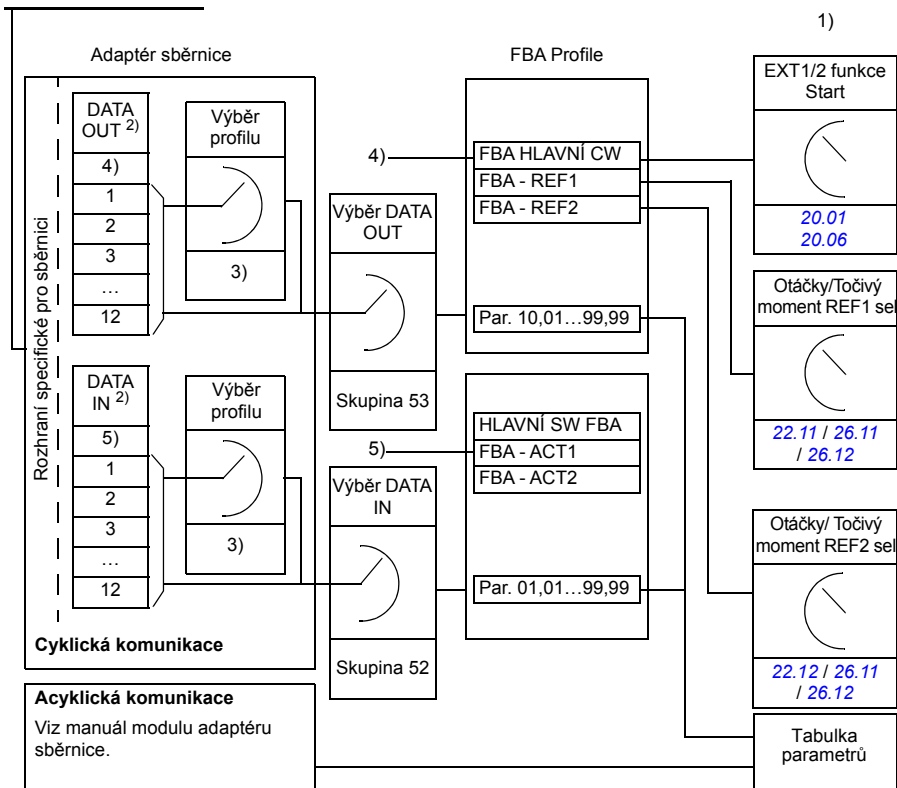 1)
Adaptér sběrnice
FBA Profile
Rozhraní specifické pro sběrnici
DATA
OUT 2)
4)
1
2
3
…
12
Výběr
profilu
3)
DATA
IN 2)
5)
1
2
3
…
12
Výběr
profilu
3)
Cyklická komunikace
Výběr DATA
OUT
Skupina 53
Výběr DATA
IN
Skupina 52
4)
FBA HLAVNÍ CW
FBA - REF1
FBA - REF2
Par. 10,01…99,99
5)
HLAVNÍ SW FBA
FBA - ACT1
FBA - ACT2
Par. 01,01…99,99
EXT1/2 funkce
Start
20.01
20.06
Otáčky/Točivý
moment REF1 sel
22.11 / 26.11
/ 26.12
Otáčky/ Točivý
moment REF2 sel
22.12 / 26.11
/ 26.12
Acyklická komunikace
Viz manuál modulu adaptéru
sběrnice.
Tabulka
parametrů